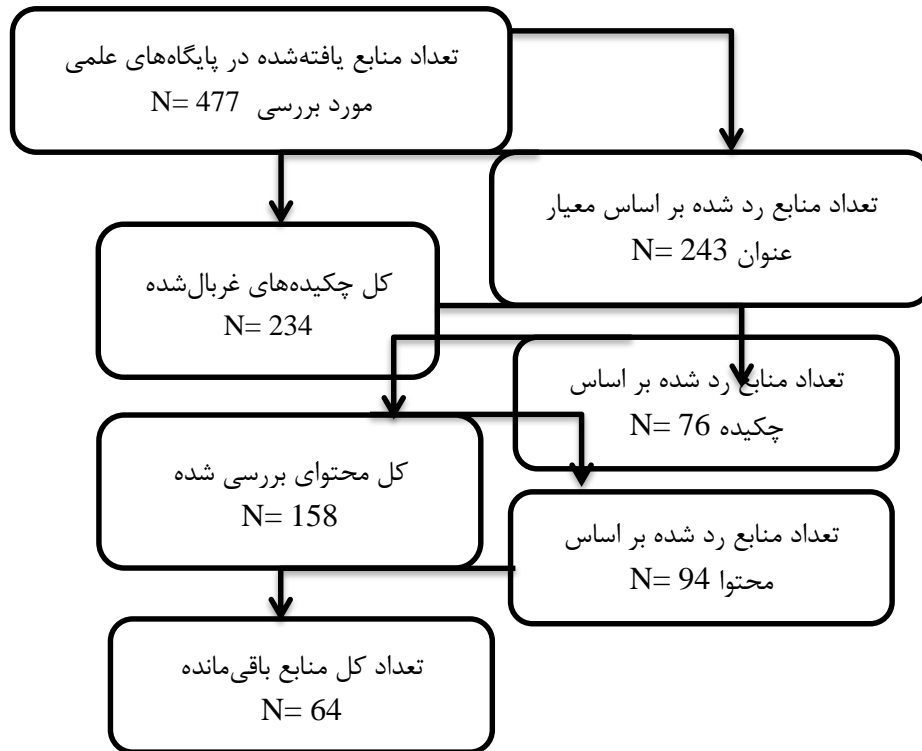 تعداد منابع یافته‌شده در پایگاه‌های علمی
مورد بررسی N= 477
تعداد منابع رد شده بر اساس معیار
عنوان N= 243
کل چکیده‌های غربال‌شده
N= 234
تعداد منابع رد شده بر اساس
چکیده N= 76
کل محتوای بررسی شده
N= 158
تعداد منابع رد شده بر اساس
محتوا N= 94
تعداد کل منابع باقی‌مانده
N= 64